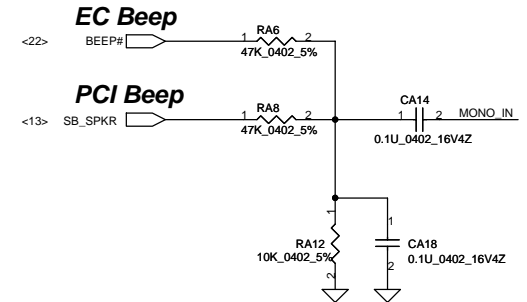 EC Beep
<22> BEEP# 1 RA6 2
47K_0402_5%
PCI Beep
<13> SB_SPKR 1 RA8 2
47K_0402_5%
CA14
1 2 MONO_IN
0.1U_0402_16V4Z
1
RA12
10K_0402_5%
2
1
CA18
0.1U_0402_16V4Z
2